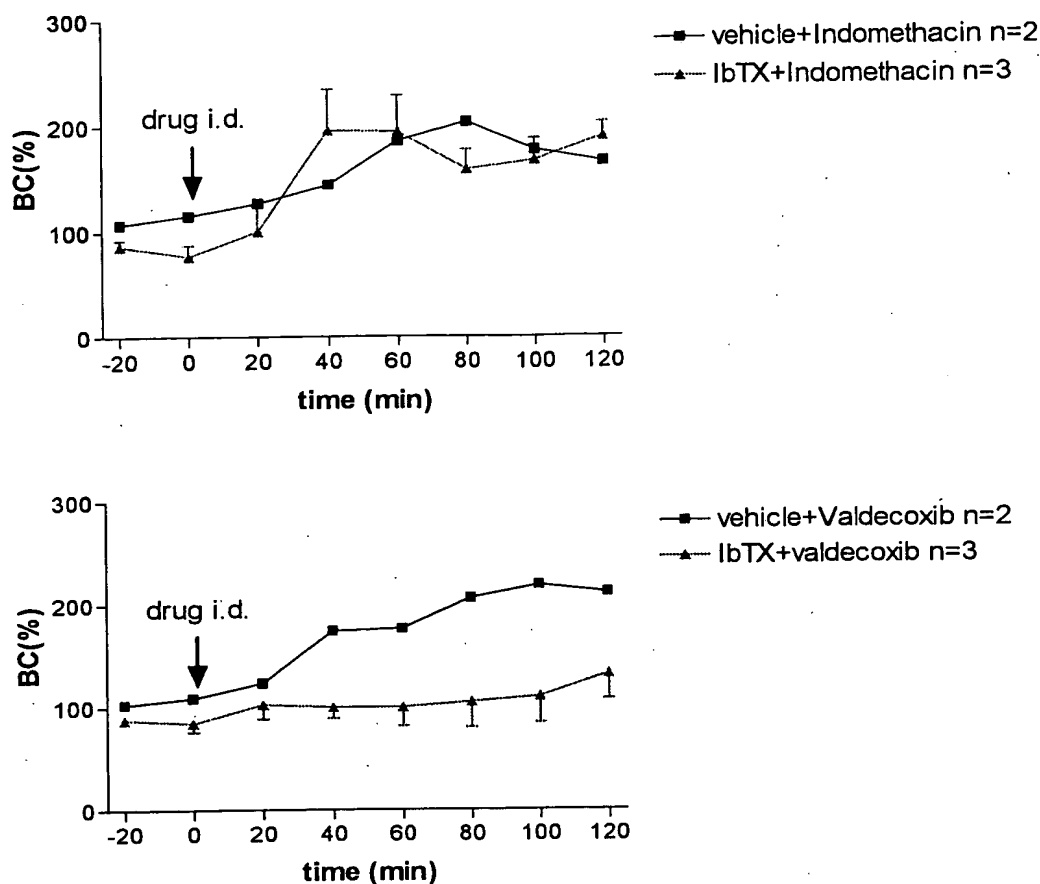 300
200
100
0
BC(%)
drug i.d.
-20 0 20 40 60 80 100 120
time (min)
vehicle+Indomethacin n=2
IbTX+Indomethacin n=3
300
200
100
0
BC(%)
drug i.d.
-20 0 20 40 60 80 100 120
time (min)
vehicle+Valdecoxib n=2
IbTX+valdecoxib n=3